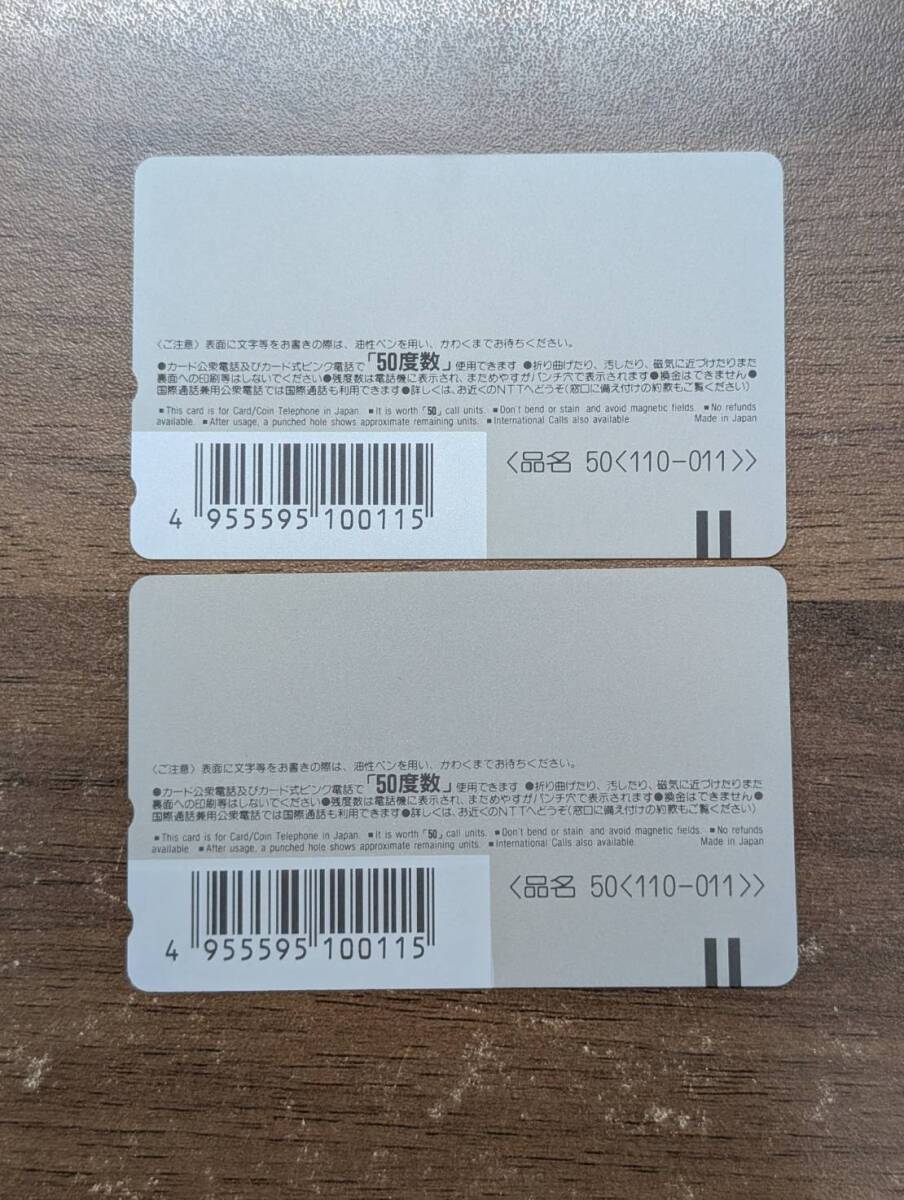 〈ご注意〉表面に文字等をお書きの際は、油性ペンを用い、かわくまでお待ちください。
●カード公衆電話及びカード式ピンク電話で「50度数」使用できます ●折り曲げたり、汚したり、磁気に近づけたりまた
裏面への印刷等はしないでください●残度数は電話機に表示され、まためやすがパンチ穴で表示されます●換金はできません●
国際通話兼用公衆電話では国際通話も利用できます●詳しくは、お近くのNTTへどうぞ(窓口に備え付けの約款もご覧ください)
■This card is for Card/Coin Telephone in Japan. ■It is worth「50」call units. ■Don't bend or stain and avoid magnetic fields. ■No refunds
available. ■After usage, a punched hole shows approximate remaining units. ■International Calls also available. Made in Japan
〈品名 50〈110-011〉〉
4 955595 100115
〈ご注意〉表面に文字等をお書きの際は、油性ペンを用い、かわくまでお待ちください。
●カード公衆電話及びカード式ピンク電話で「50度数」使用できます ●折り曲げたり、汚したり、磁気に近づけたりまた
裏面への印刷等はしないでください●残度数は電話機に表示され、まためやすがパンチ穴で表示されます●換金はできません●
国際通話兼用公衆電話では国際通話も利用できます●詳しくは、お近くのNTTへどうぞ(窓口に備え付けの約款もご覧ください)
■This card is for Card/Coin Telephone in Japan. ■It is worth「50」call units. ■Don't bend or stain and avoid magnetic fields. ■No refunds
available. ■After usage, a punched hole shows approximate remaining units. ■International Calls also available. Made in Japan
〈品名 50〈110-011〉〉
4 955595 100115